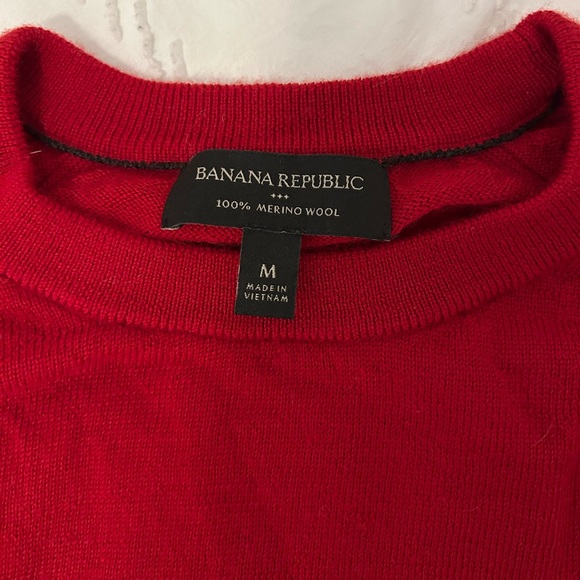 BANANA REPUBLIC
+++
100% MERINO WOOL
M
MADE IN
VIETNAM